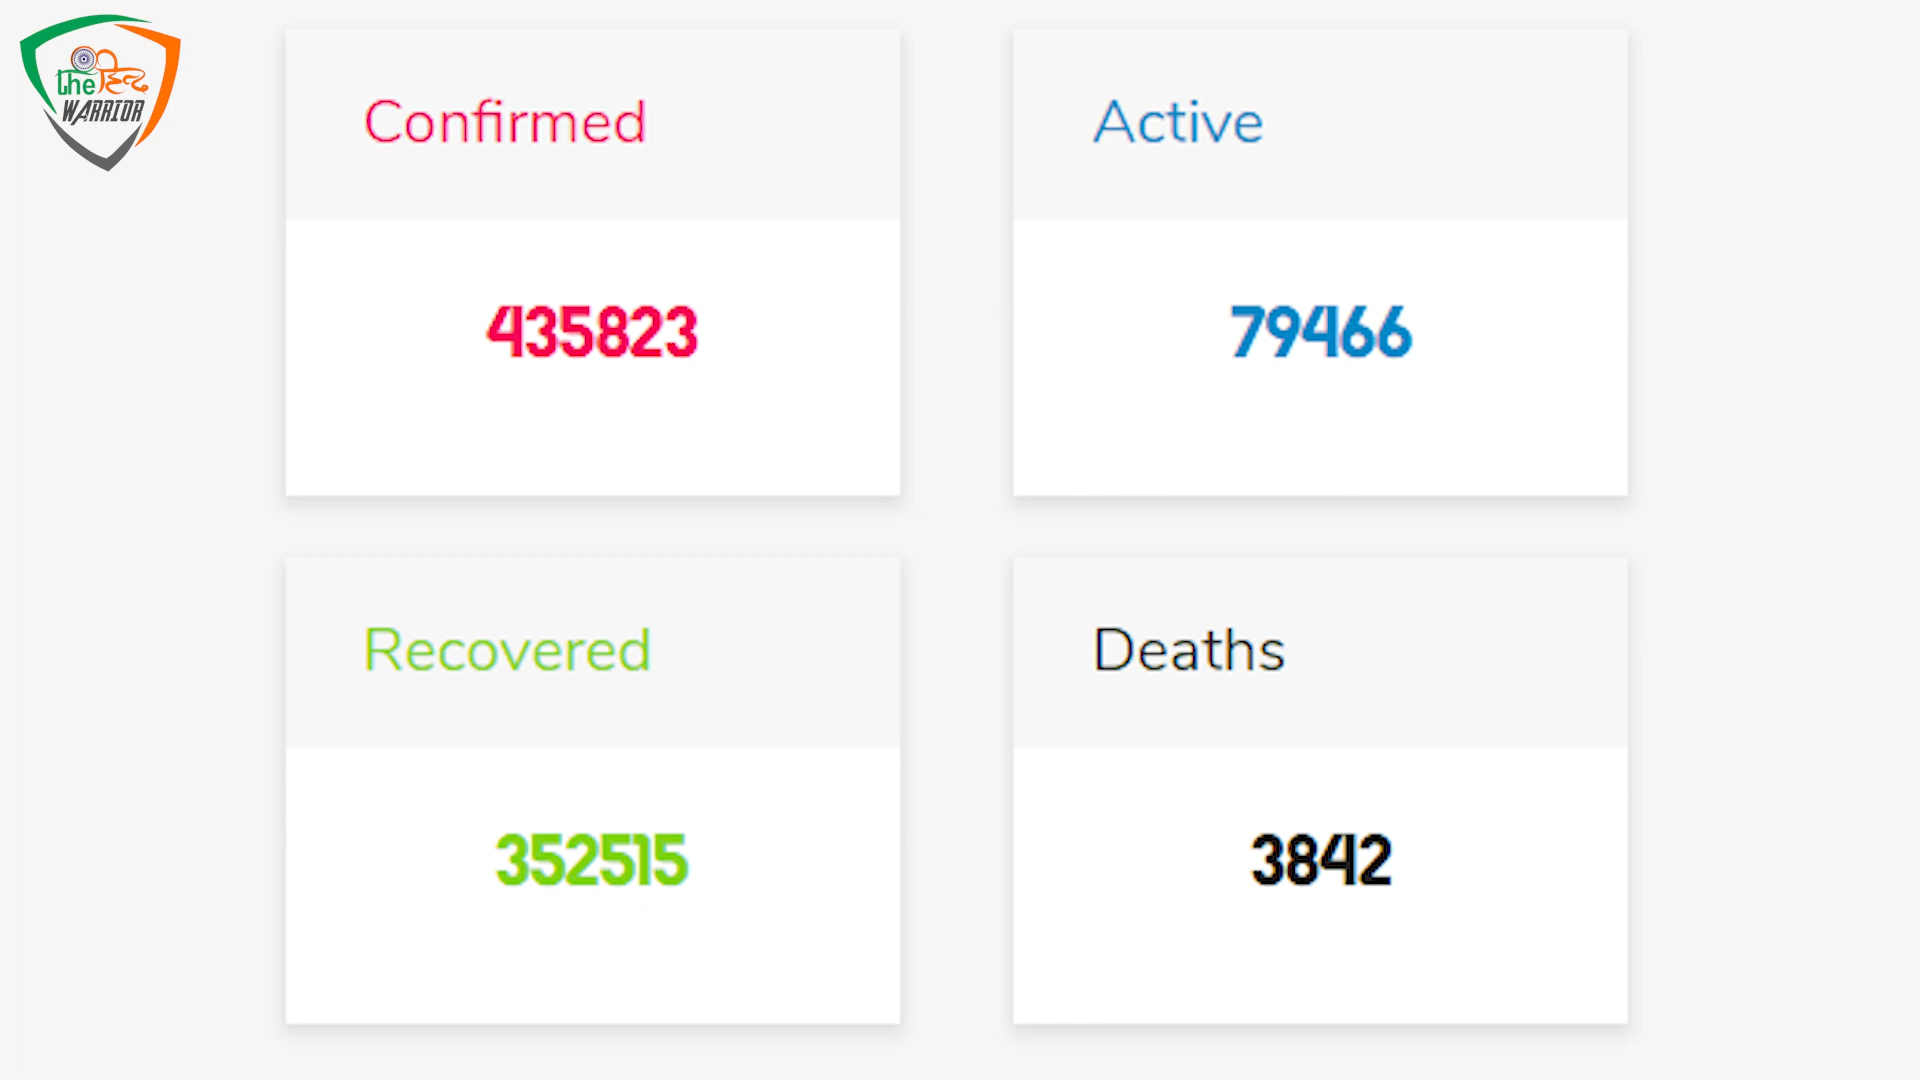 the हिन्द
WARRIOR
Confirmed
435823
Active
79466
Recovered
352515
Deaths
3842